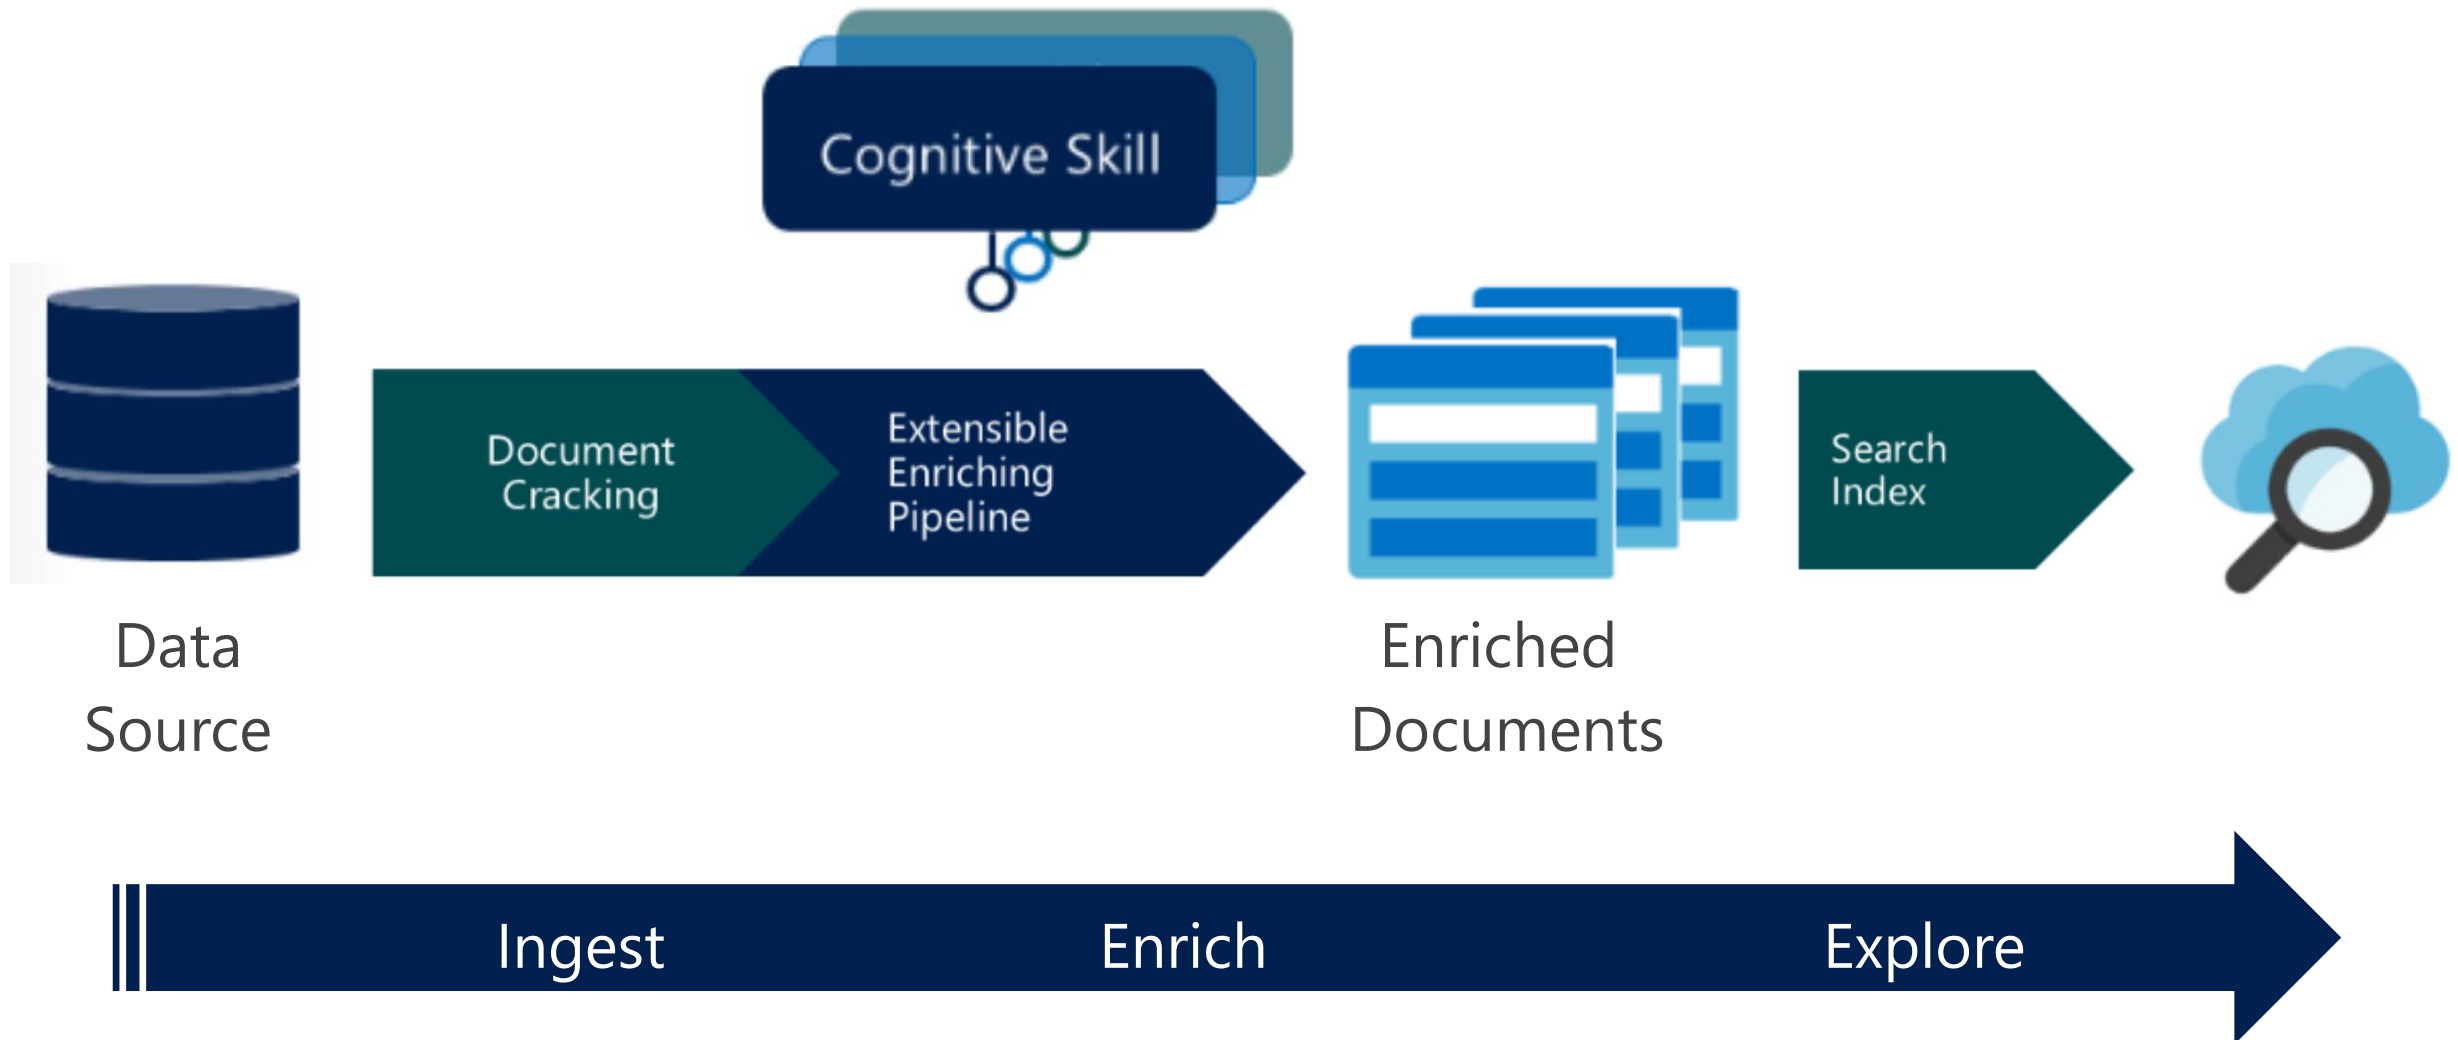 Cognitive Skill
Document
Cracking
Extensible
Enriching
Pipeline
Search
Index
Data
Source
Enriched
Documents
Ingest
Enrich
Explore